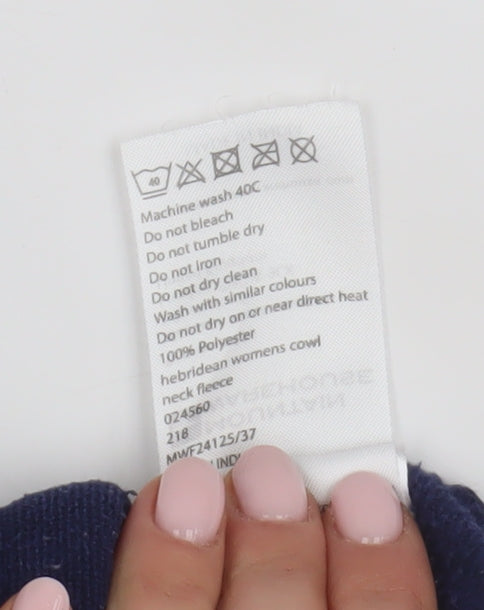 40
Machine wash 40C
Do not bleach
Do not tumble dry
Do not iron
Do not dry clean
Wash with similar colours
Do not dry on or near direct heat
100% Polyester
hebridean womens cowl
neck fleece
024560
218
MWF24125/37
MOUNTAIN
WAREHOUSE